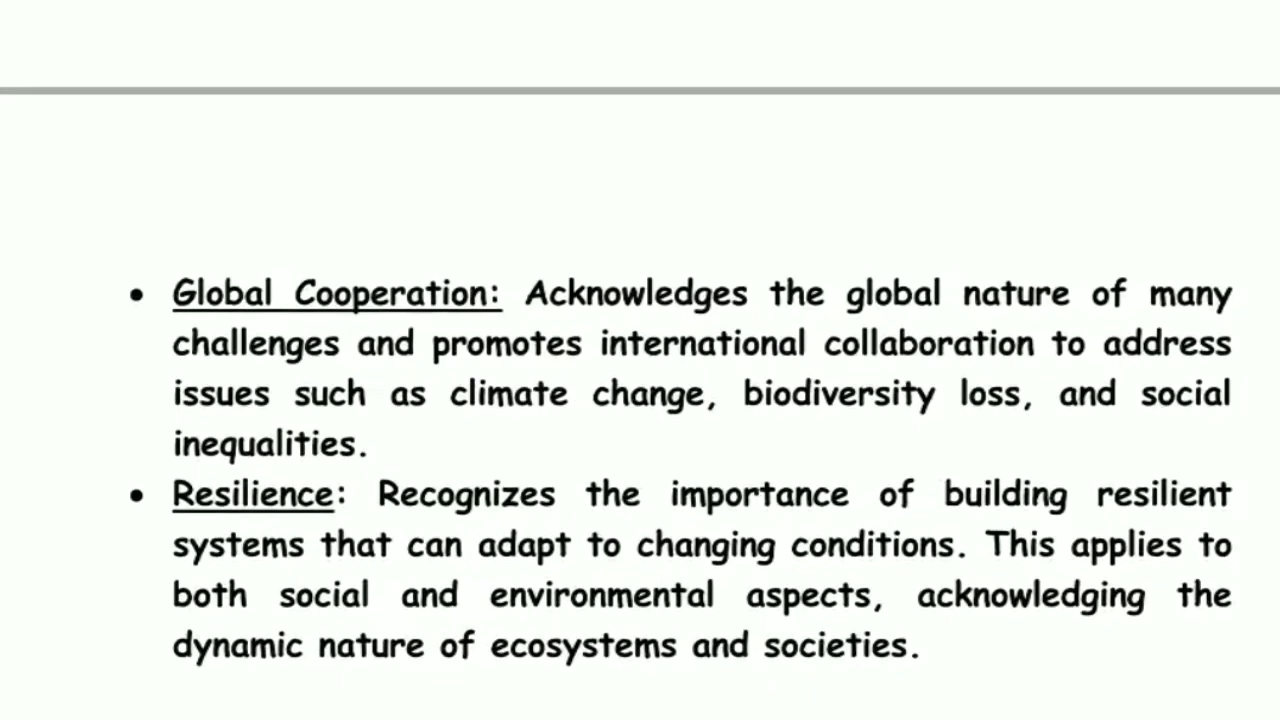 • Global Cooperation: Acknowledges the global nature of many
challenges and promotes international collaboration to address
issues such as climate change, biodiversity loss, and social
inequalities.
• Resilience: Recognizes the importance of building resilient
systems that can adapt to changing conditions. This applies to
both social and environmental aspects, acknowledging the
dynamic nature of ecosystems and societies.